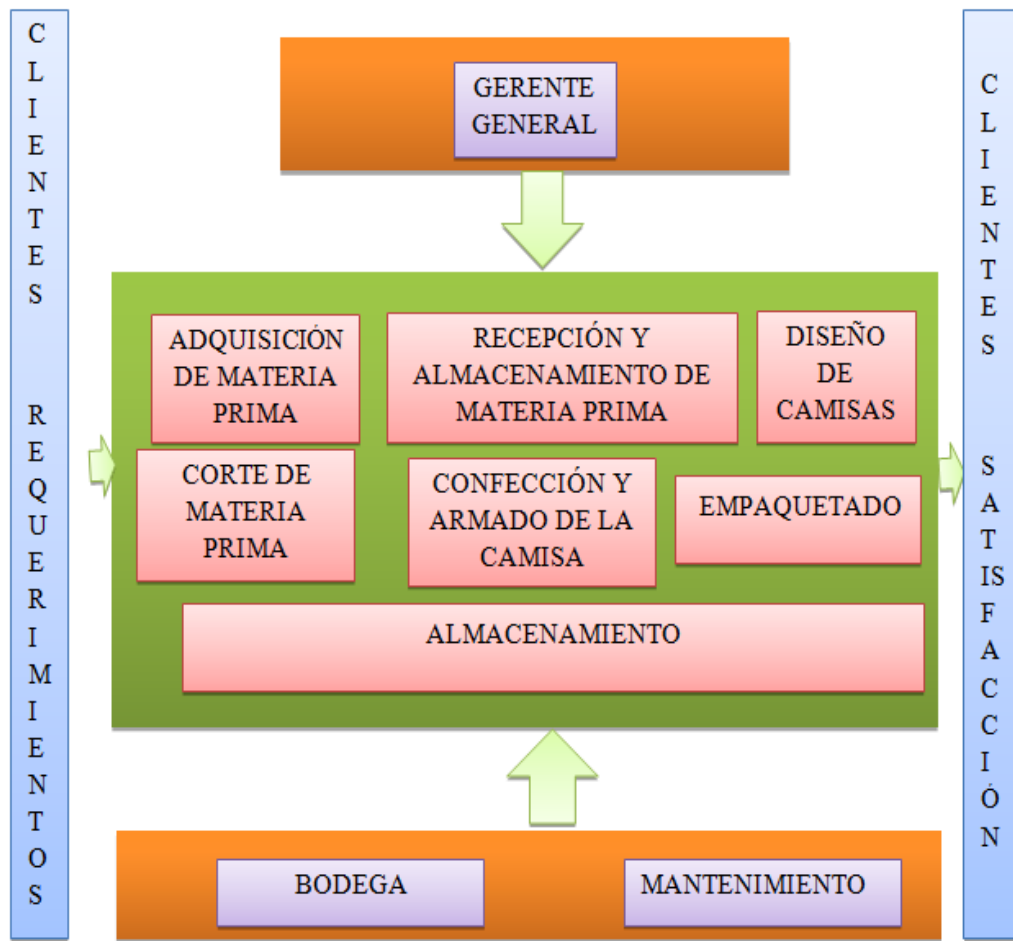 CLIENTES REQUERIMIENTOS
GERENTE
GENERAL
ADQUISICIÓN
DE MATERIA
PRIMA
RECEPCIÓN Y
ALMACENAMIENTO DE
MATERIA PRIMA
DISEÑO
DE
CAMISAS
CORTE DE
MATERIA
PRIMA
CONFECCIÓN Y
ARMADO DE LA
CAMISA
EMPAQUETADO
ALMACENAMIENTO
BODEGA
MANTENIMIENTO
CLIENTES SATISFACCIÓN